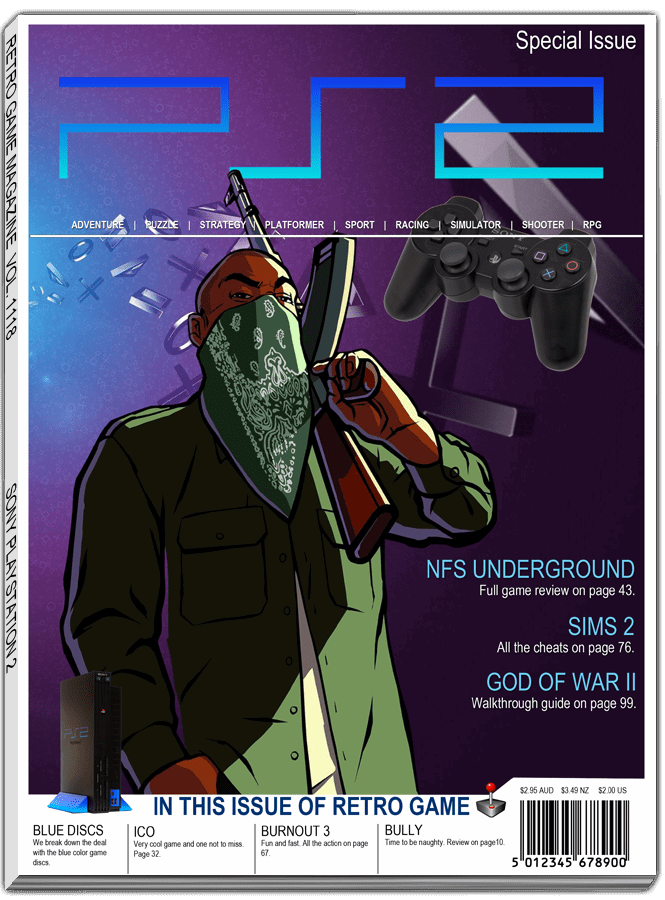 Special Issue
PS2
ADVENTURE | PUZZLE | STRATEGY | PLATFORMER | SPORT | RACING | SIMULATOR | SHOOTER | RPG
RETRO GAME MAGAZINE VOL. 1118
SONY PLAYSTATION 2
SONY
NFS UNDERGROUND
Full game review on page 43.
SIMS 2
All the cheats on page 76.
GOD OF WAR II
Walkthrough guide on page 99.
PS2
IN THIS ISSUE OF RETRO GAME
$2.95 AUD $3.49 NZ $2.00 US
BLUE DISCS
We break down the deal
with the blue color game
discs.
ICO
Very cool game and one not to miss.
Page 32.
BURNOUT 3
Fun and fast. All the action on page
67.
BULLY
Time to be naughty. Review on page10.
5 012345 678900